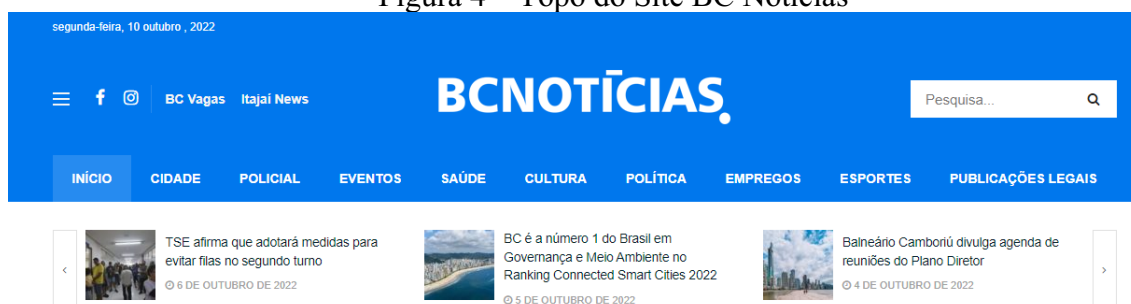 Figura 4 – Topo do Site BC Notícias
segunda-feira, 10 outubro , 2022
BC Vagas Itajaí News
BCNOTÍCIAS
Pesquisa...
INÍCIO CIDADE POLICIAL EVENTOS SAÚDE CULTURA POLÍTICA EMPREGOS ESPORTES PUBLICAÇÕES LEGAIS
TSE afirma que adotará medidas para
evitar filas no segundo turno
6 DE OUTUBRO DE 2022
BC é a número 1 do Brasil em
Governança e Meio Ambiente no
Ranking Connected Smart Cities 2022
5 DE OUTUBRO DE 2022
Balneário Camboriú divulga agenda de
reuniões do Plano Diretor
4 DE OUTUBRO DE 2022